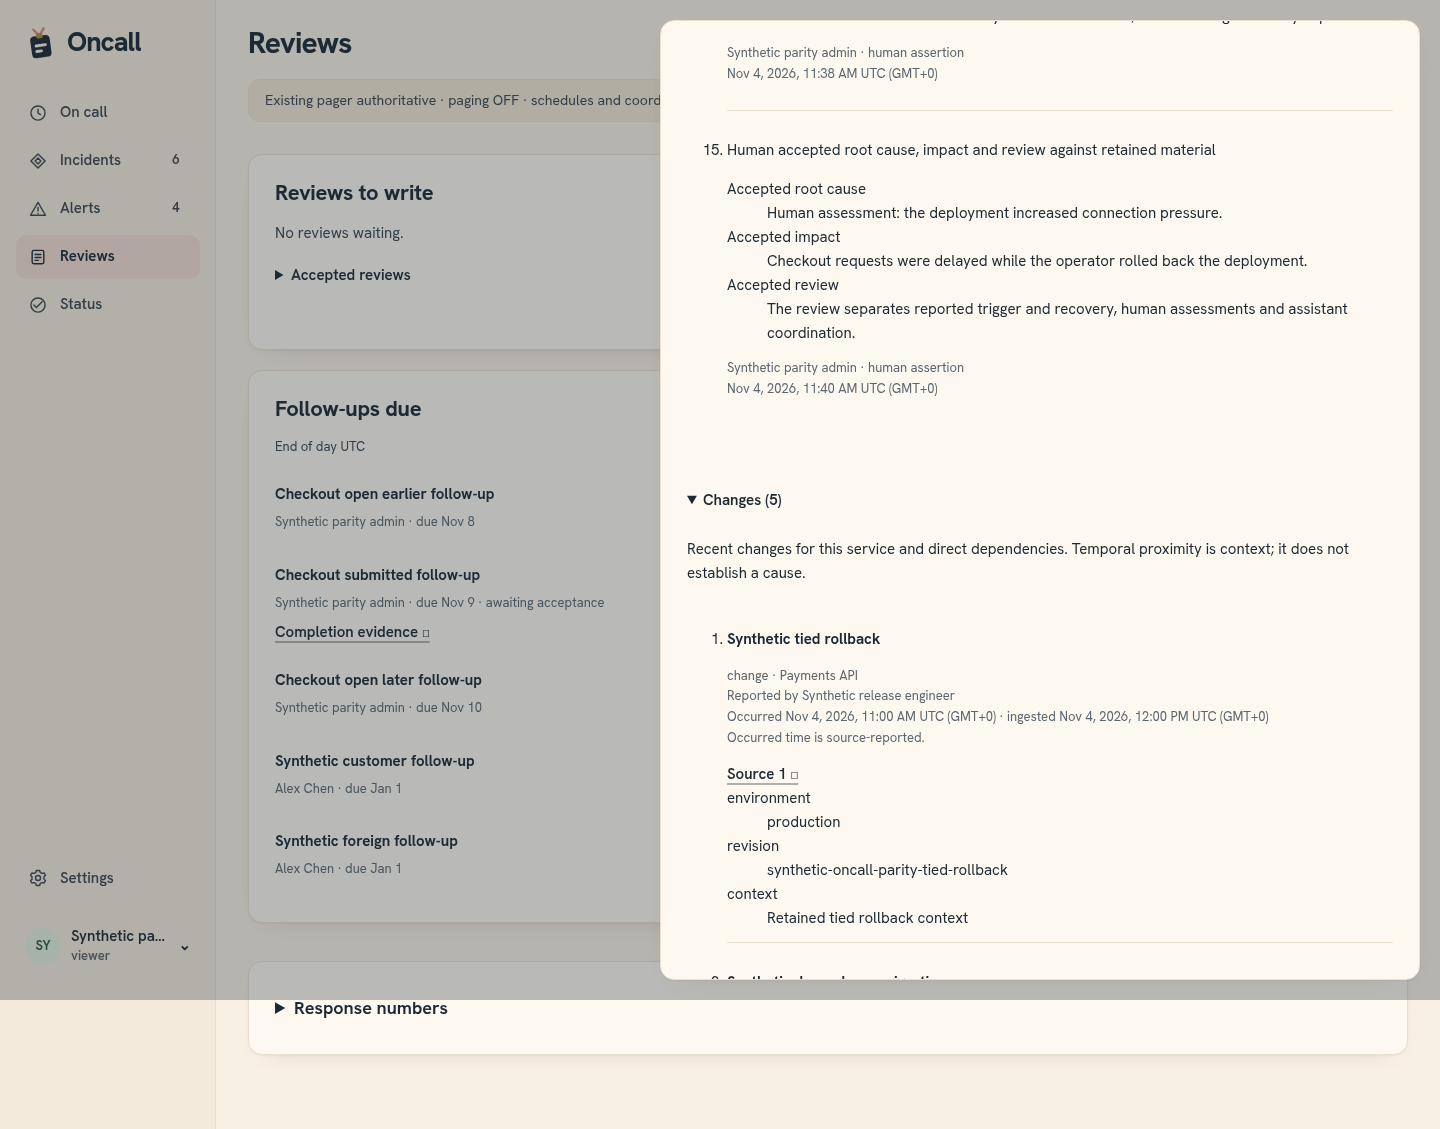 Oncall
On call
Incidents 6
Alerts 4
Reviews
Status
Settings
SY
Synthetic pa...
viewer
Reviews
Existing pager authoritative · paging OFF · schedules and coord
Reviews to write
No reviews waiting.
Accepted reviews
Follow-ups due
End of day UTC
Checkout open earlier follow-up
Synthetic parity admin · due Nov 8
Checkout submitted follow-up
Synthetic parity admin · due Nov 9 · awaiting acceptance
Completion evidence
Checkout open later follow-up
Synthetic parity admin · due Nov 10
Synthetic customer follow-up
Alex Chen · due Jan 1
Synthetic foreign follow-up
Alex Chen · due Jan 1
Response numbers
Synthetic parity admin · human assertion
Nov 4, 2026, 11:38 AM UTC (GMT+0)
15. Human accepted root cause, impact and review against retained material
Accepted root cause
Human assessment: the deployment increased connection pressure.
Accepted impact
Checkout requests were delayed while the operator rolled back the deployment.
Accepted review
The review separates reported trigger and recovery, human assessments and assistant
coordination.
Synthetic parity admin · human assertion
Nov 4, 2026, 11:40 AM UTC (GMT+0)
Changes (5)
Recent changes for this service and direct dependencies. Temporal proximity is context; it does not
establish a cause.
1. Synthetic tied rollback
change · Payments API
Reported by Synthetic release engineer
Occurred Nov 4, 2026, 11:00 AM UTC (GMT+0) · ingested Nov 4, 2026, 12:00 PM UTC (GMT+0)
Occurred time is source-reported.
Source 1
environment
production
revision
synthetic-oncall-parity-tied-rollback
context
Retained tied rollback context